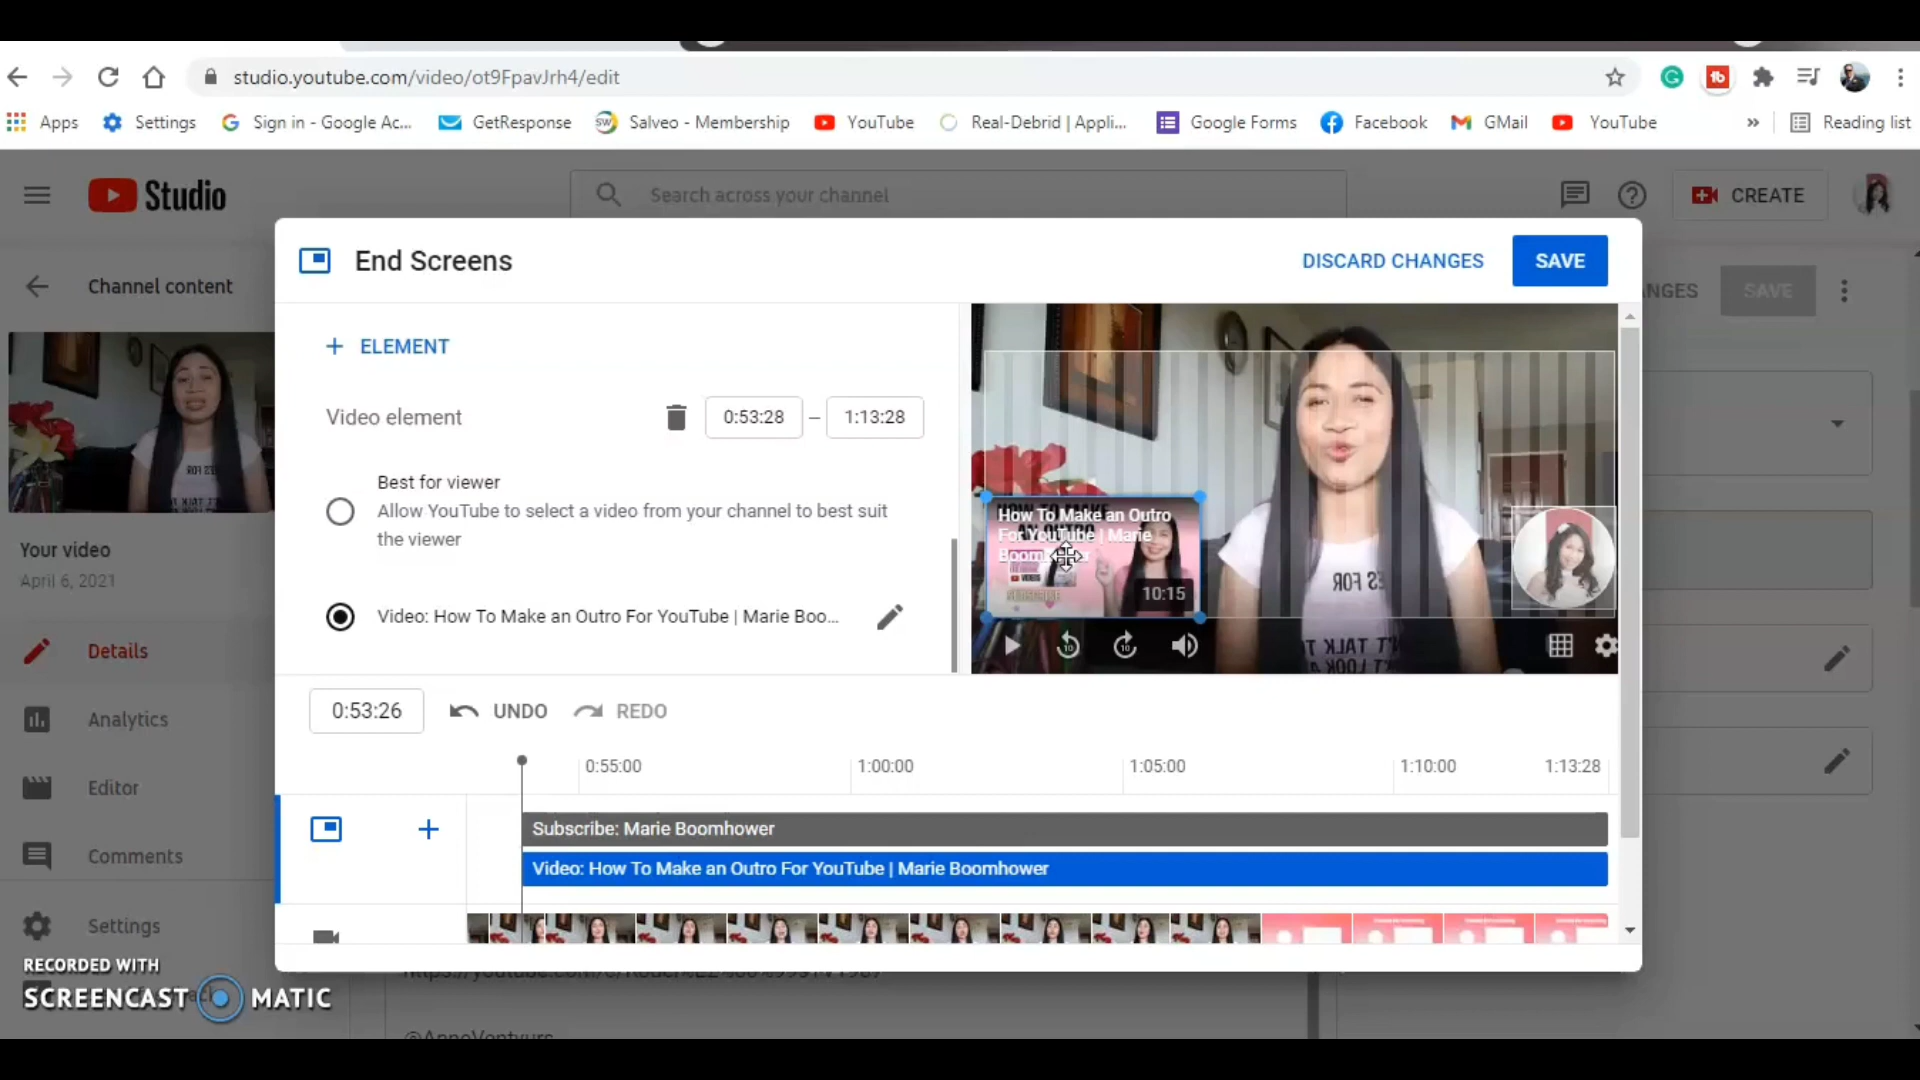 studio.youtube.com/video/ot9FpavJrh4/edit
Apps
Settings
Sign in - Google Ac...
GetResponse
Salveo - Membership
YouTube
Real-Debrid | Appli...
Google Forms
Facebook
GMail
YouTube
»
Reading list
Studio
Search across your channel
CREATE
End Screens
DISCARD CHANGES
SAVE
Channel content
NGES
SAVE
+ ELEMENT
Video element
0:53:28 – 1:13:28
Best for viewer
Allow YouTube to select a video from your channel to best suit
the viewer
Video: How To Make an Outro For YouTube | Marie Boo...
How To Make an Outro
For YouTube | Marie
10:15
SUBSCRIBE
10
10
Your video
April 6, 2021
Details
Analytics
Editor
Comments
Settings
0:53:26
UNDO
REDO
0:55:00
1:00:00
1:05:00
1:10:00
1:13:28
Subscribe: Marie Boomhower
Video: How To Make an Outro For YouTube | Marie Boomhower
RECORDED WITH
SCREENCAST MATIC